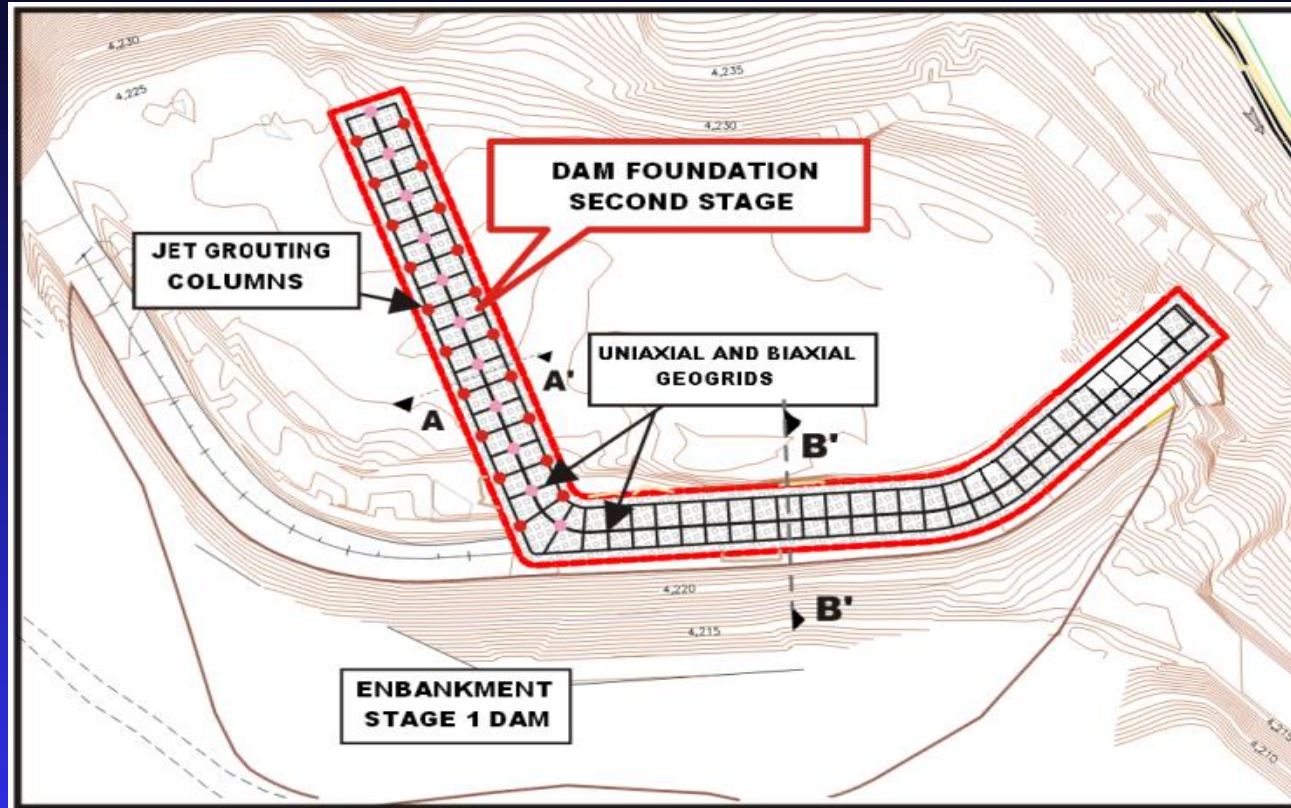 4,230
4,225
4,235
4,230
DAM FOUNDATION
SECOND STAGE
JET GROUTING
COLUMNS
UNIAXIAL AND BIAXIAL
GEOGRIDS
A'
A
B'
B'
4,220
4,215
ENBANKMENT
STAGE 1 DAM
4,215
4,210